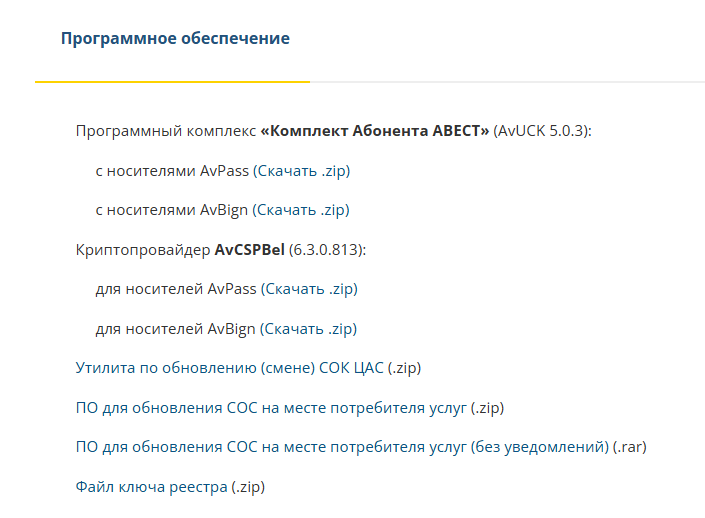 Программное обеспечение
Программный комплекс «Комплект Абонента АВЕСТ» (AvUCK 5.0.3):
с носителями AvPass (Скачать .zip)
с носителями AvBign (Скачать .zip)
Криптопровайдер AvCSPBel (6.3.0.813):
для носителей AvPass (Скачать .zip)
для носителей AvBign (Скачать .zip)
Утилита по обновлению (смене) СОК ЦАС (.zip)
ПО для обновления СОС на месте потребителя услуг (.zip)
ПО для обновления СОС на месте потребителя услуг (без уведомлений) (.rar)
Файл ключа реестра (.zip)